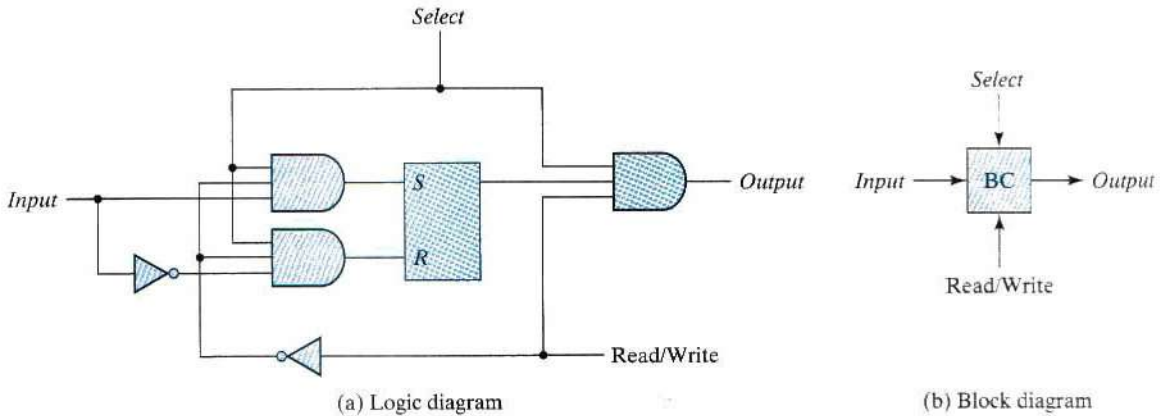 Select
Input
S
R
Output
Read/Write
(a) Logic diagram
Select
Input
BC
Output
Read/Write
(b) Block diagram